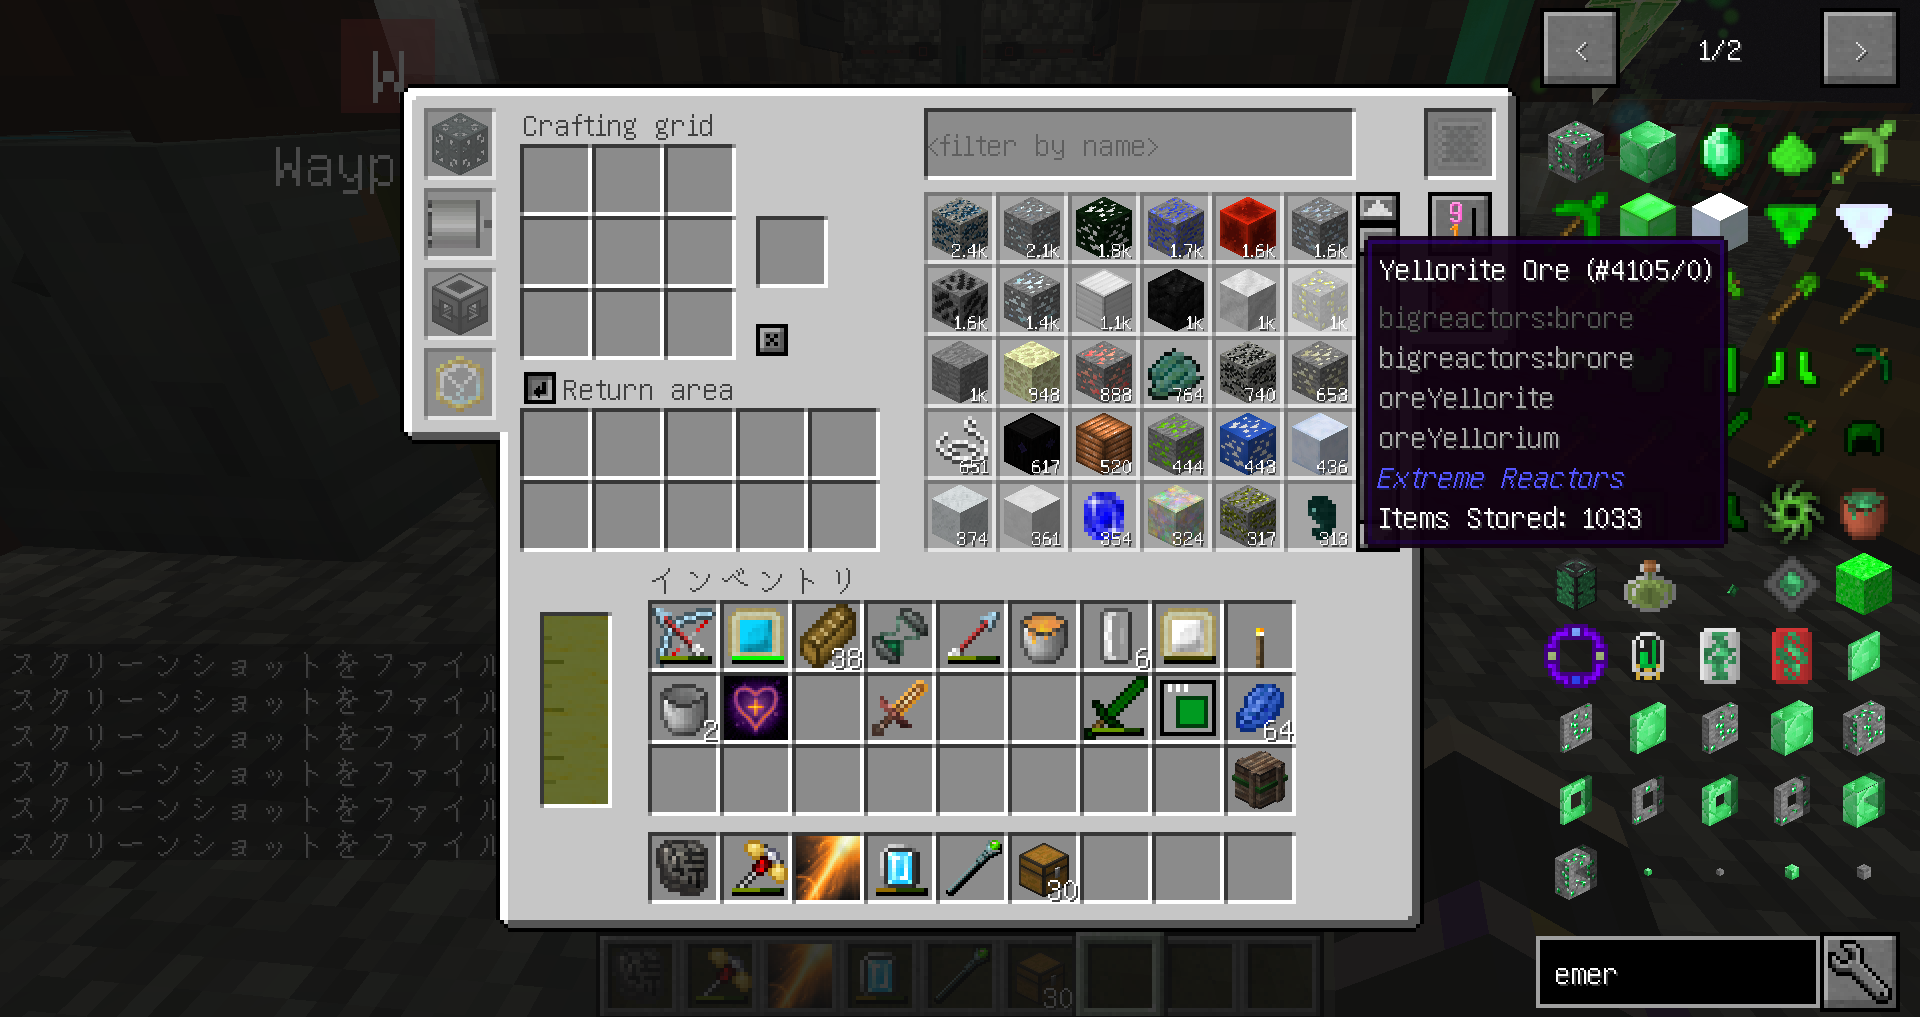 W
Wayp
<
1/2
>
Crafting grid
<filter by name>
2.4k
2.1k
1.8k
1.7k
1.6k
1.6k
9
1
1.6k
1.4k
1.1k
1k
1k
1k
1k
948
888
764
740
653
651
617
520
444
443
436
374
361
354
324
317
313
Yellorite Ore (#4105/0)
bigreactors:brore
bigreactors:brore
oreYellorite
oreYellorium
Extreme Reactors
Items Stored: 1033
Return area
インベントリ
38
6
2
64
30
スクリーンショットをファイル
スクリーンショットをファイル
スクリーンショットをファイル
スクリーンショットをファイル
スクリーンショットをファイル
スクリーンショットをファイル
30
emer